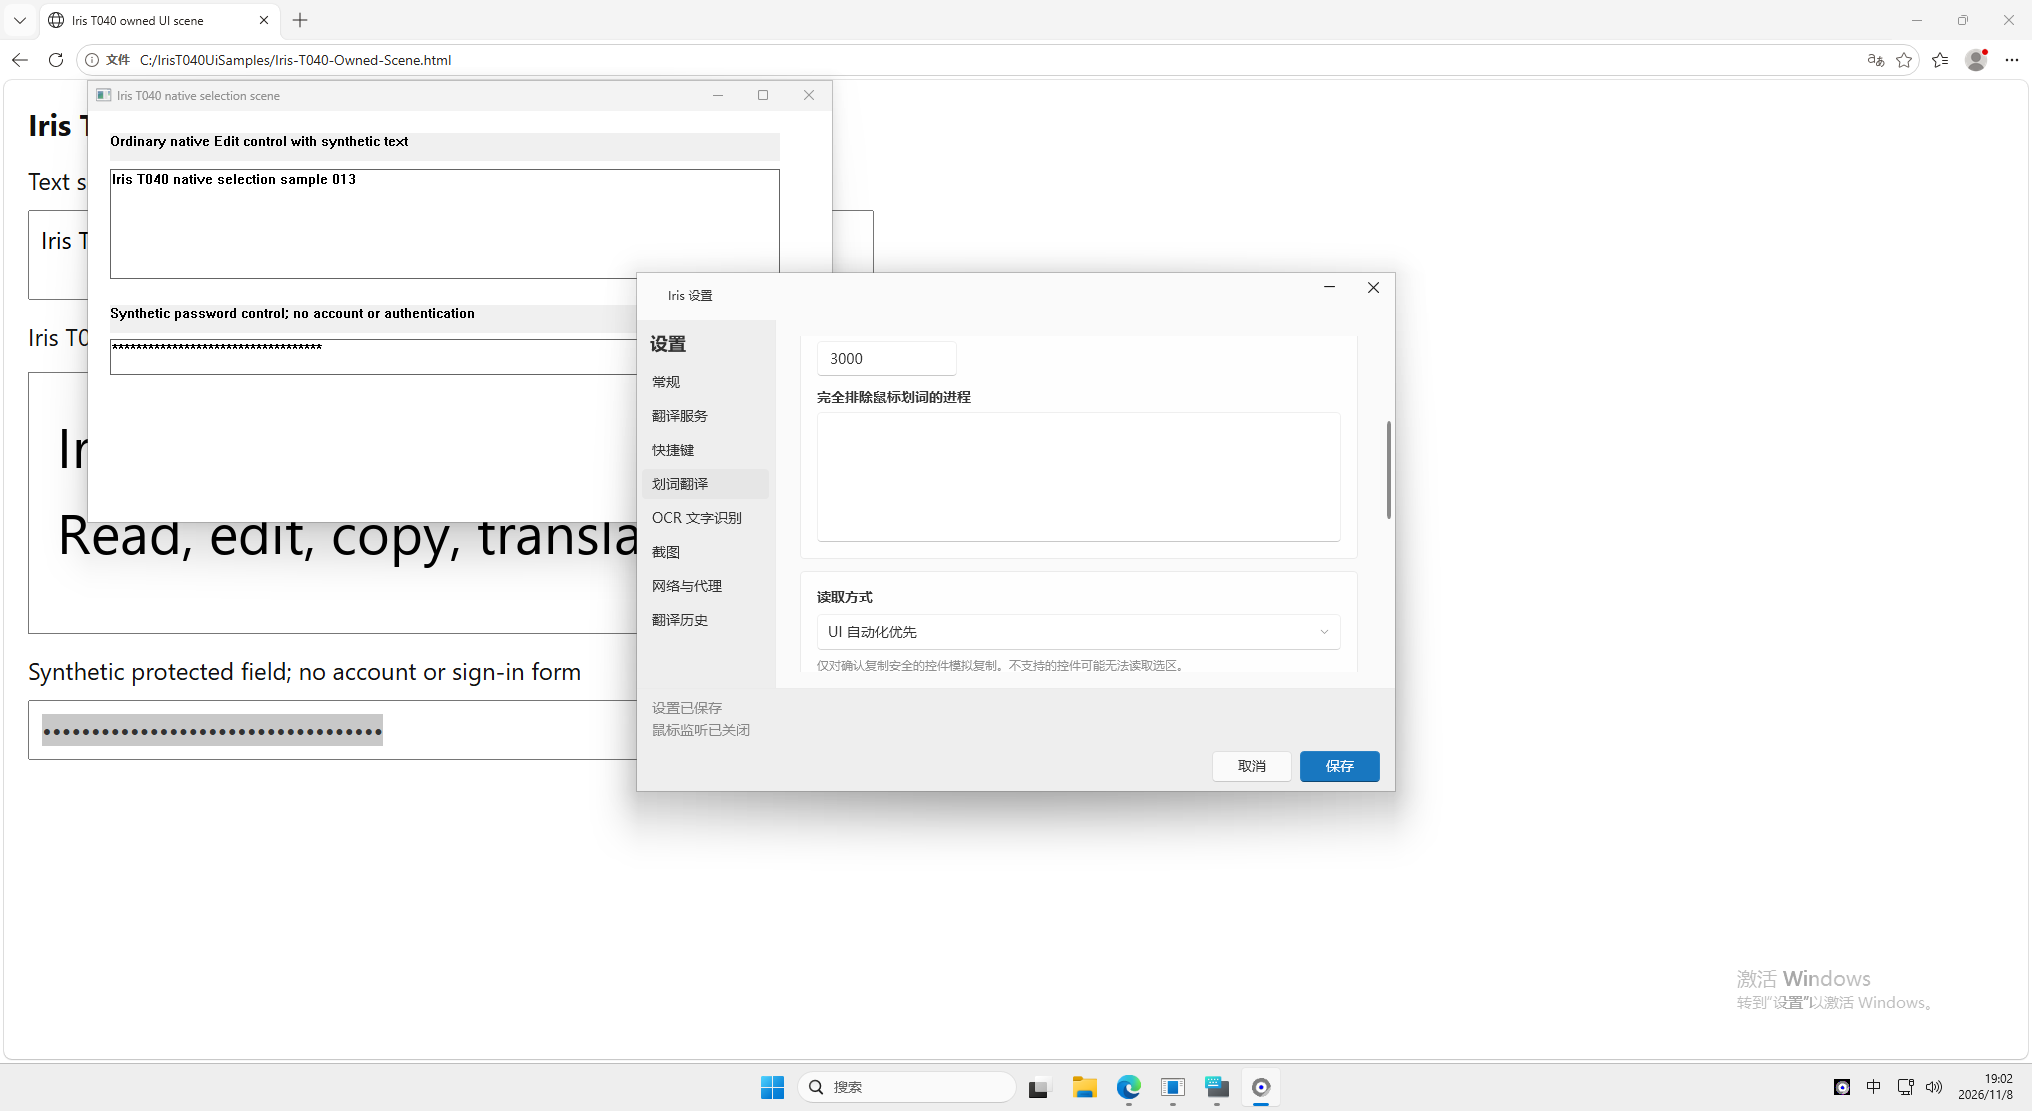 Iris T040 owned UI scene
文件 C:/IrisT040UiSamples/Iris-T040-Owned-Scene.html
Iris T
Text s
Iris T
Iris T0
Ir
Read, edit, copy, transla
Synthetic protected field; no account or sign-in form
••••••••••••••••••••••••••••••••••
Iris T040 native selection scene
Ordinary native Edit control with synthetic text
Iris T040 native selection sample 013
Synthetic password control; no account or authentication
***********************************
Iris 设置
设置
常规
翻译服务
快捷键
划词翻译
OCR 文字识别
截图
网络与代理
翻译历史
3000
完全排除鼠标划词的进程
读取方式
UI 自动化优先
仅对确认复制安全的控件模拟复制。不支持的控件可能无法读取选区。
设置已保存
鼠标监听已关闭
取消
保存
激活 Windows
转到"设置"以激活 Windows。
搜索
中
19:02
2026/11/8